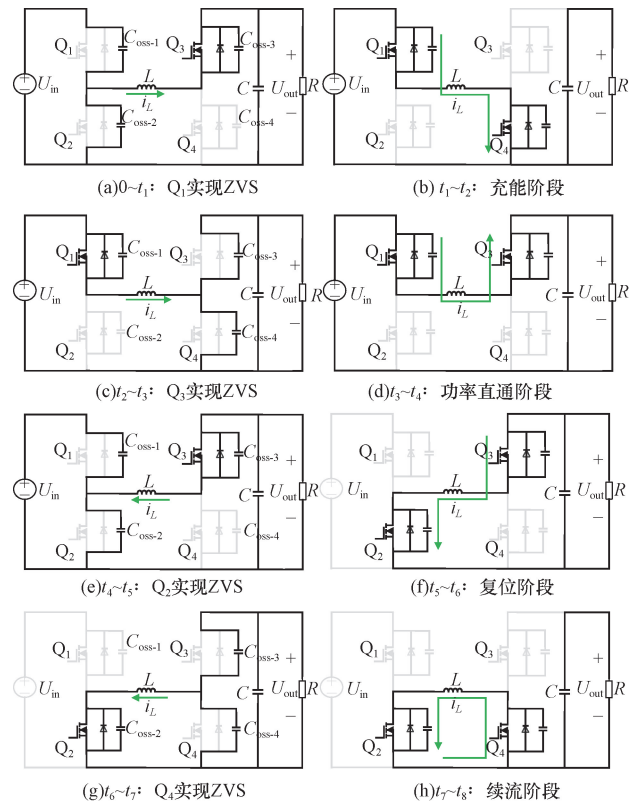 Q1 Coss-1 Q3 Coss-3 + Uin L iL C Uout R − Q2 Coss-2 Q4 Coss-4
(a)0~t1: Q1实现ZVS
Q1 Q3 + Uin L iL C Uout R − Q2 Q4
(b) t1~t2: 充能阶段
Q1 Coss-1 Q3 Coss-3 + Uin L iL C Uout R − Q2 Coss-2 Q4 Coss-4
(c)t2~t3: Q3实现ZVS
Q1 Q3 + Uin L iL C Uout R − Q2 Q4
(d)t3~t4: 功率直通阶段
Q1 Coss-1 Q3 Coss-3 + Uin L iL C Uout R − Q2 Coss-2 Q4
(e)t4~t5: Q2实现ZVS
Q1 Q3 + Uin L iL C Uout R − Q2 Q4
(f)t5~t6: 复位阶段
Q1 Coss-1 Q3 Coss-3 + Uin L iL C Uout R − Q2 Coss-2 Q4 Coss-4
(g)t6~t7: Q4实现ZVS
Q1 Q3 + Uin L iL C Uout R − Q2 Q4
(h)t7~t8: 续流阶段